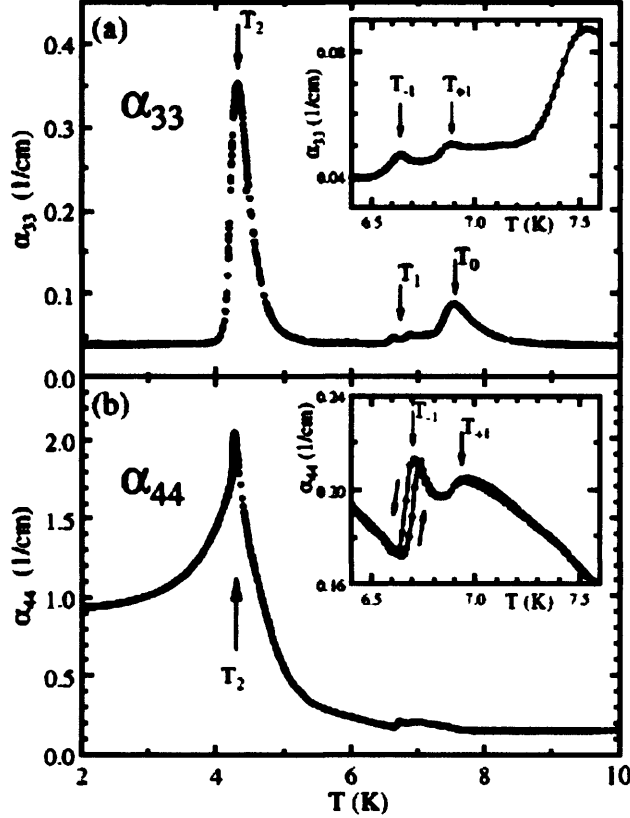 (a)
T₂
α₃₃
α₃₃ (1/cm)
0.4
0.3
0.2
0.1
0.0
T₁
T₀
α₃₃ (1/cm)
0.08
0.04
T₋₁
T₊₁
6.5 7.0 7.5
T (K)
(b)
α₄₄
α₄₄ (1/cm)
2.0
1.5
1.0
0.5
0.0
T₂
α₄₄ (1/cm)
0.24
0.20
0.16
T₋₁
T₊₁
6.5 7.0 7.5
T (K)
2 4 6 8 10
T (K)